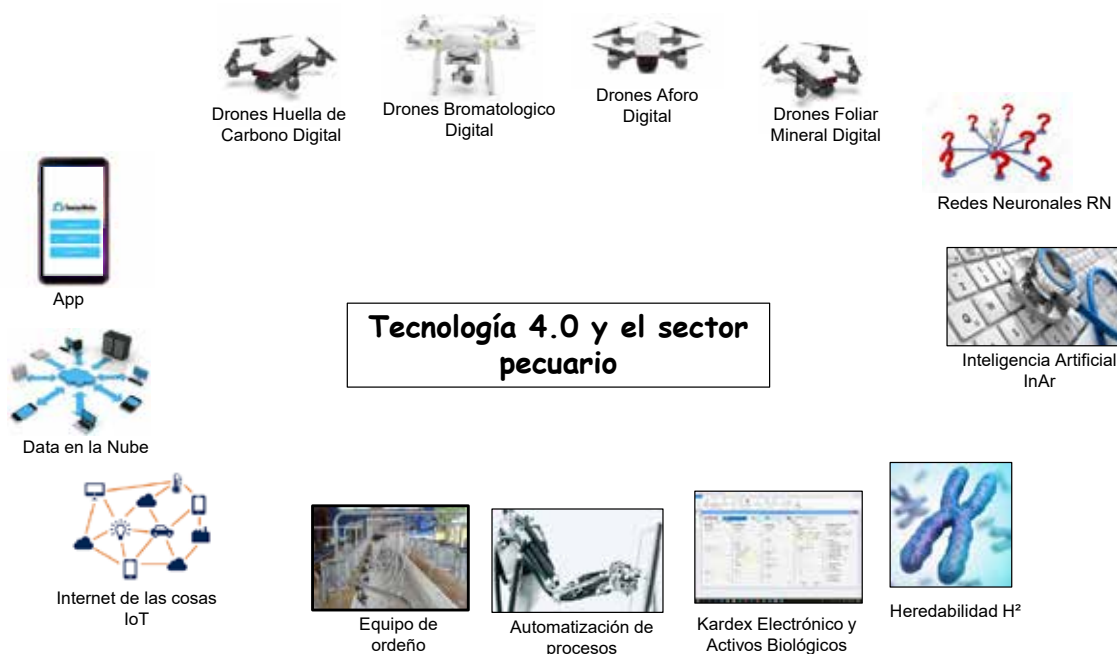 Drones Huella de
Carbono Digital
Drones Bromatologico
Digital
Drones Aforo
Digital
Drones Foliar
Mineral Digital
Redes Neuronales RN
App
Tecnología 4.0 y el sector
pecuario
Inteligencia Artificial
InAr
Data en la Nube
Internet de las cosas
IoT
Equipo de
ordeño
Automatización de
procesos
Kardex Electrónico y
Activos Biológicos
Heredabilidad H²